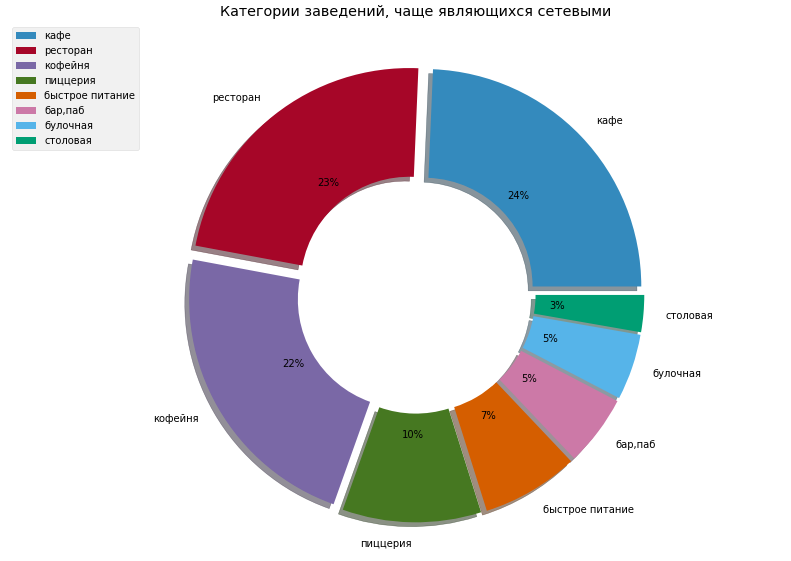 Категории заведений, чаще являющихся сетевыми
кафе
ресторан
кофейня
пиццерия
быстрое питание
бар,паб
булочная
столовая
ресторан
кафе
23%
24%
3%
столовая
5%
булочная
22%
5%
кофейня
7%
10%
бар,паб
быстрое питание
пиццерия